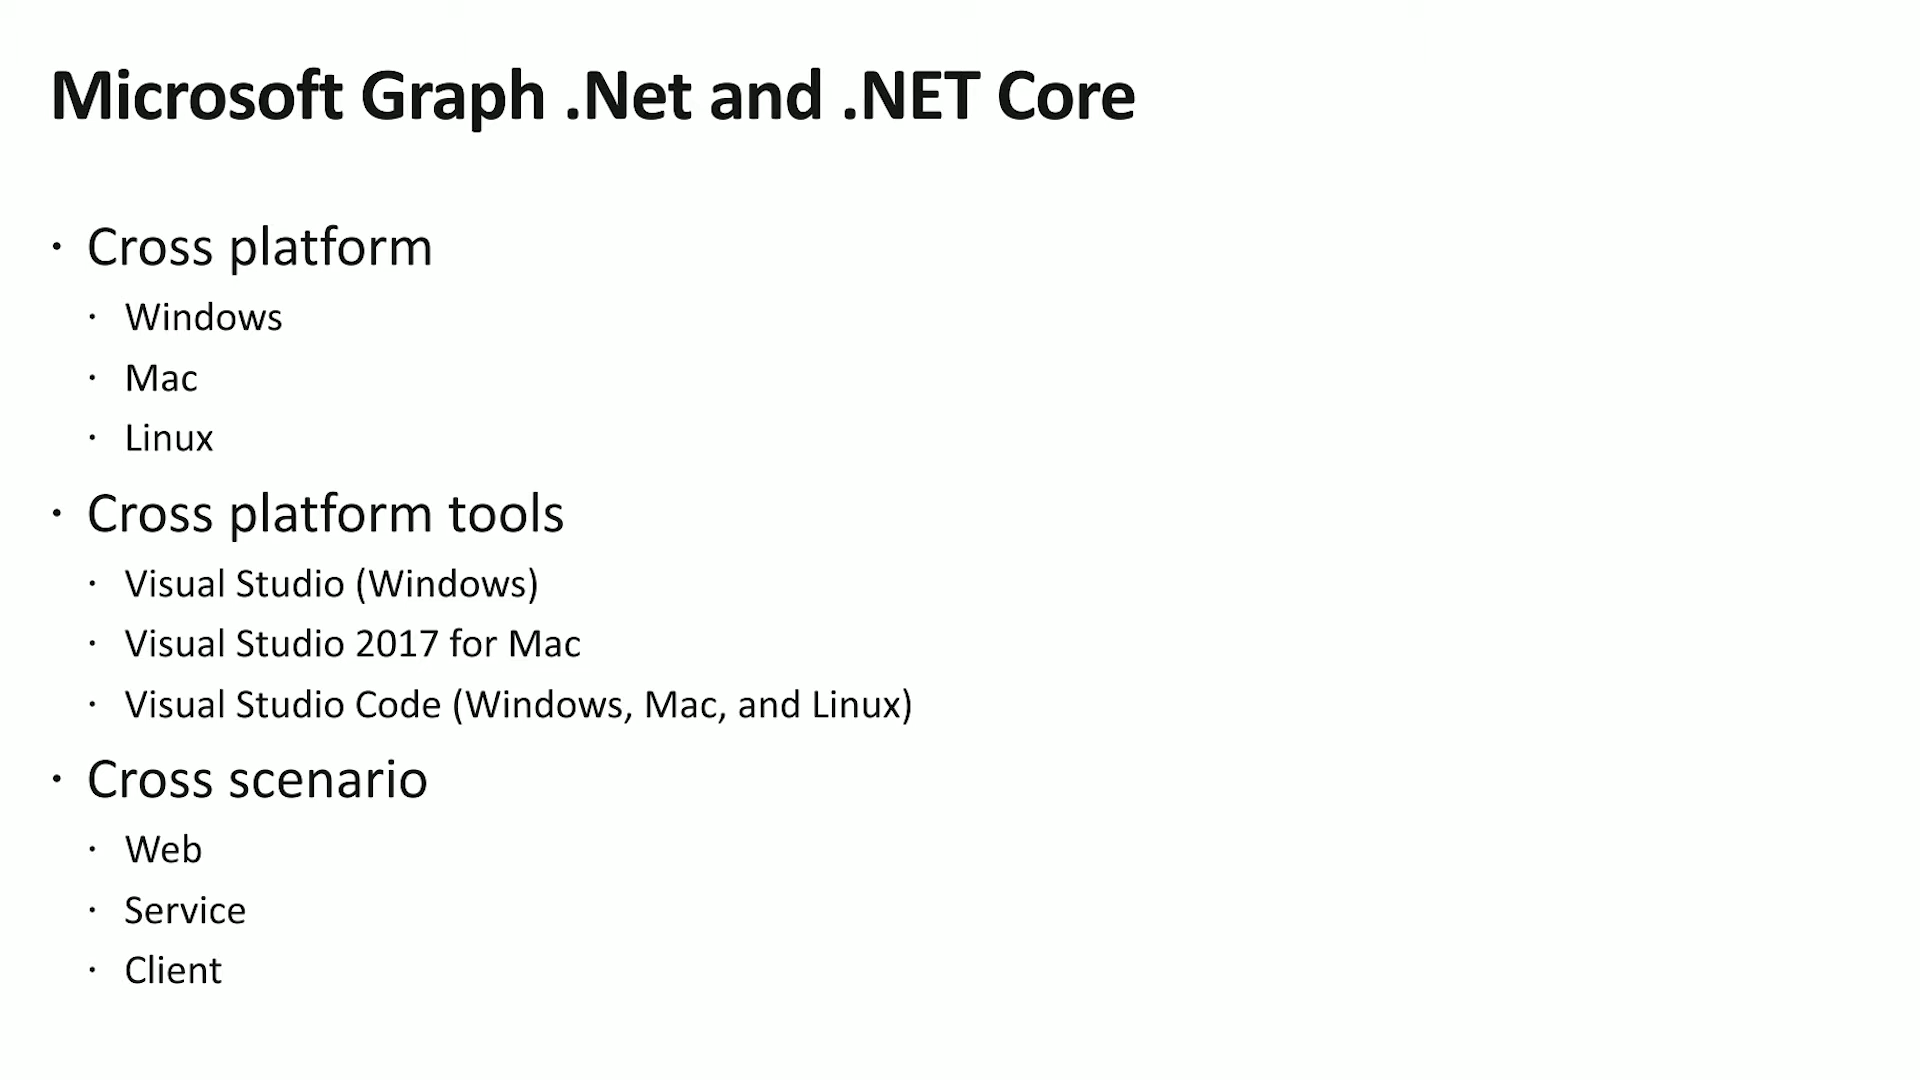 Microsoft Graph .Net and .NET Core
· Cross platform
· Windows
· Mac
· Linux
· Cross platform tools
· Visual Studio (Windows)
· Visual Studio 2017 for Mac
· Visual Studio Code (Windows, Mac, and Linux)
· Cross scenario
· Web
· Service
· Client